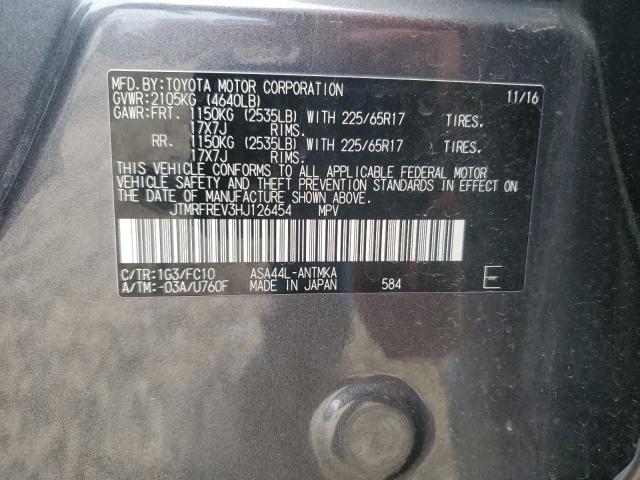 MFD.BY:TOYOTA MOTOR CORPORATION 11/16
GVWR:2105KG (4640LB)
GAWR:FRT. 1150KG (2535LB) WITH 225/65R17 TIRES.
17X7J RIMS.
RR. 1150KG (2535LB) WITH 225/65R17 TIRES.
17X7J RIMS.
THIS VEHICLE CONFORMS TO ALL APPLICABLE FEDERAL MOTOR
VEHICLE SAFETY AND THEFT PREVENTION STANDARDS IN EFFECT ON
THE DATE OF MANUFACTURE SHOWN ABOVE.
JTMRFREV3HJ126454 MPV
C/TR:1G3/FC10 ASA44L-ANTMKA
A/TM:-03A/U760F MADE IN JAPAN 584 E